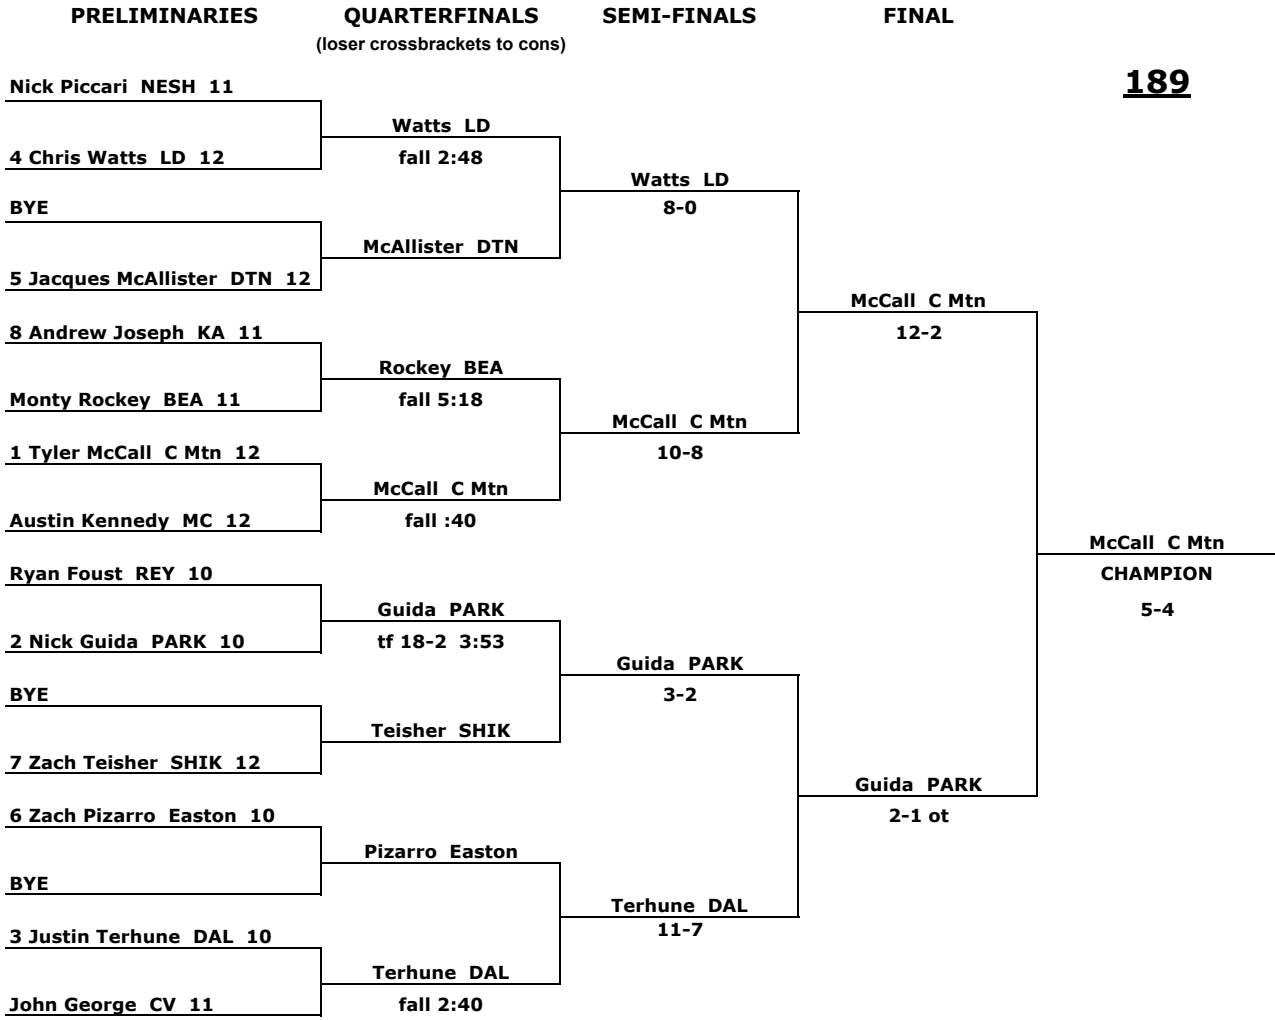 PRELIMINARIES QUARTERFINALS SEMI-FINALS FINAL
(loser crossbrackets to cons)
189
Nick Piccari NESH 11
Watts LD
4 Chris Watts LD 12
fall 2:48
Watts LD
BYE
8-0
McAllister DTN
5 Jacques McAllister DTN 12
McCall C Mtn
8 Andrew Joseph KA 11
12-2
Rockey BEA
Monty Rockey BEA 11
fall 5:18
McCall C Mtn
1 Tyler McCall C Mtn 12
10-8
McCall C Mtn
Austin Kennedy MC 12
fall :40
McCall C Mtn
Ryan Foust REY 10
CHAMPION
Guida PARK
5-4
2 Nick Guida PARK 10
tf 18-2 3:53
Guida PARK
BYE
3-2
Teisher SHIK
7 Zach Teisher SHIK 12
Guida PARK
6 Zach Pizarro Easton 10
2-1 ot
Pizarro Easton
BYE
Terhune DAL
11-7
3 Justin Terhune DAL 10
Terhune DAL
John George CV 11
fall 2:40